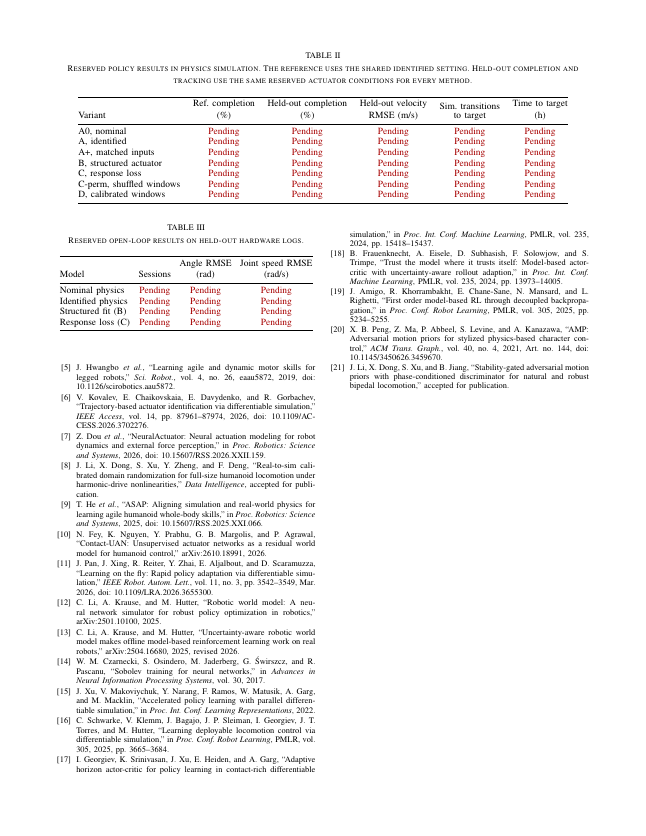 TABLE II
RESERVED POLICY RESULTS IN PHYSICS SIMULATION. THE REFERENCE USES THE SHARED IDENTIFIED SETTING. HELD-OUT COMPLETION AND
TRACKING USE THE SAME RESERVED ACTUATOR CONDITIONS FOR EVERY METHOD.
Variant Ref. completion (%) Held-out completion (%) Held-out velocity RMSE (m/s) Sim. transitions to target Time to target (h)
A0, nominal Pending Pending Pending Pending Pending
A, identified Pending Pending Pending Pending Pending
A+, matched inputs Pending Pending Pending Pending Pending
B, structured actuator Pending Pending Pending Pending Pending
C, response loss Pending Pending Pending Pending Pending
C-perm, shuffled windows Pending Pending Pending Pending Pending
D, calibrated windows Pending Pending Pending Pending Pending
TABLE III
RESERVED OPEN-LOOP RESULTS ON HELD-OUT HARDWARE LOGS.
Model Sessions Angle RMSE (rad) Joint speed RMSE (rad/s)
Nominal physics Pending Pending Pending
Identified physics Pending Pending Pending
Structured fit (B) Pending Pending Pending
Response loss (C) Pending Pending Pending
[5] J. Hwangbo et al., “Learning agile and dynamic motor skills for
legged robots,” Sci. Robot., vol. 4, no. 26, eaau5872, 2019, doi:
10.1126/scirobotics.aau5872.
[6] V. Kovalev, E. Chaikovskaia, E. Davydenko, and R. Gorbachev,
“Trajectory-based actuator identification via differentiable simulation,”
IEEE Access, vol. 14, pp. 87961–87974, 2026, doi: 10.1109/AC-
CESS.2026.3702276.
[7] Z. Dou et al., “NeuralActuator: Neural actuation modeling for robot
dynamics and external force perception,” in Proc. Robotics: Science
and Systems, 2026, doi: 10.15607/RSS.2026.XXII.159.
[8] J. Li, X. Dong, S. Xu, Y. Zheng, and F. Deng, “Real-to-sim cali-
brated domain randomization for full-size humanoid locomotion under
harmonic-drive nonlinearities,” Data Intelligence, accepted for publi-
cation.
[9] T. He et al., “ASAP: Aligning simulation and real-world physics for
learning agile humanoid whole-body skills,” in Proc. Robotics: Science
and Systems, 2025, doi: 10.15607/RSS.2025.XXI.066.
[10] N. Fey, K. Nguyen, Y. Prabhu, G. B. Margolis, and P. Agrawal,
“Contact-UAN: Unsupervised actuator networks as a residual world
model for humanoid control,” arXiv:2610.18991, 2026.
[11] J. Pan, J. Xing, R. Reiter, Y. Zhai, E. Aljalbout, and D. Scaramuzza,
“Learning on the fly: Rapid policy adaptation via differentiable simu-
lation,” IEEE Robot. Autom. Lett., vol. 11, no. 3, pp. 3542–3549, Mar.
2026, doi: 10.1109/LRA.2026.3655300.
[12] C. Li, A. Krause, and M. Hutter, “Robotic world model: A neu-
ral network simulator for robust policy optimization in robotics,”
arXiv:2501.10100, 2025.
[13] C. Li, A. Krause, and M. Hutter, “Uncertainty-aware robotic world
model makes offline model-based reinforcement learning work on real
robots,” arXiv:2504.16680, 2025, revised 2026.
[14] W. M. Czarnecki, S. Osindero, M. Jaderberg, G. Świrszcz, and R.
Pascanu, “Sobolev training for neural networks,” in Advances in
Neural Information Processing Systems, vol. 30, 2017.
[15] J. Xu, V. Makoviychuk, Y. Narang, F. Ramos, W. Matusik, A. Garg,
and M. Macklin, “Accelerated policy learning with parallel differen-
tiable simulation,” in Proc. Int. Conf. Learning Representations, 2022.
[16] C. Schwarke, V. Klemm, J. Bagajo, J. P. Sleiman, I. Georgiev, J. T.
Torres, and M. Hutter, “Learning deployable locomotion control via
differentiable simulation,” in Proc. Conf. Robot Learning, PMLR, vol.
305, 2025, pp. 3665–3684.
[17] I. Georgiev, K. Srinivasan, J. Xu, E. Heiden, and A. Garg, “Adaptive
horizon actor-critic for policy learning in contact-rich differentiable
simulation,” in Proc. Int. Conf. Machine Learning, PMLR, vol. 235,
2024, pp. 15418–15437.
[18] B. Frauenknecht, A. Eisele, D. Subhasish, F. Solowjow, and S.
Trimpe, “Trust the model where it trusts itself: Model-based actor-
critic with uncertainty-aware rollout adaption,” in Proc. Int. Conf.
Machine Learning, PMLR, vol. 235, 2024, pp. 13973–14005.
[19] J. Amigo, R. Khorrambakht, E. Chane-Sane, N. Mansard, and L.
Righetti, “First order model-based RL through decoupled backpropa-
gation,” in Proc. Conf. Robot Learning, PMLR, vol. 305, 2025, pp.
5234–5255.
[20] X. B. Peng, Z. Ma, P. Abbeel, S. Levine, and A. Kanazawa, “AMP:
Adversarial motion priors for stylized physics-based character con-
trol,” ACM Trans. Graph., vol. 40, no. 4, 2021, Art. no. 144, doi:
10.1145/3450626.3459670.
[21] J. Li, X. Dong, S. Xu, and B. Jiang, “Stability-gated adversarial motion
priors with phase-conditioned discriminator for natural and robust
bipedal locomotion,” accepted for publication.